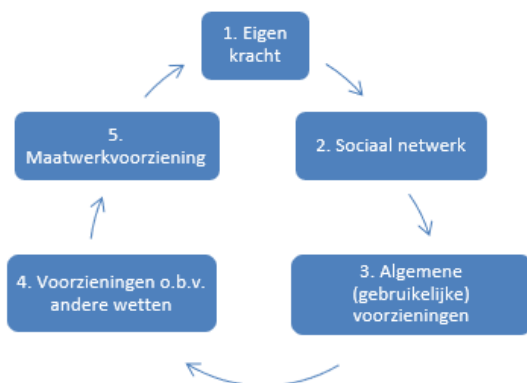 1. Eigen
kracht
2. Sociaal netwerk
3. Algemene
(gebruikelijke)
voorzieningen
4. Voorzieningen o.b.v.
andere wetten
5.
Maatwerkvoorziening